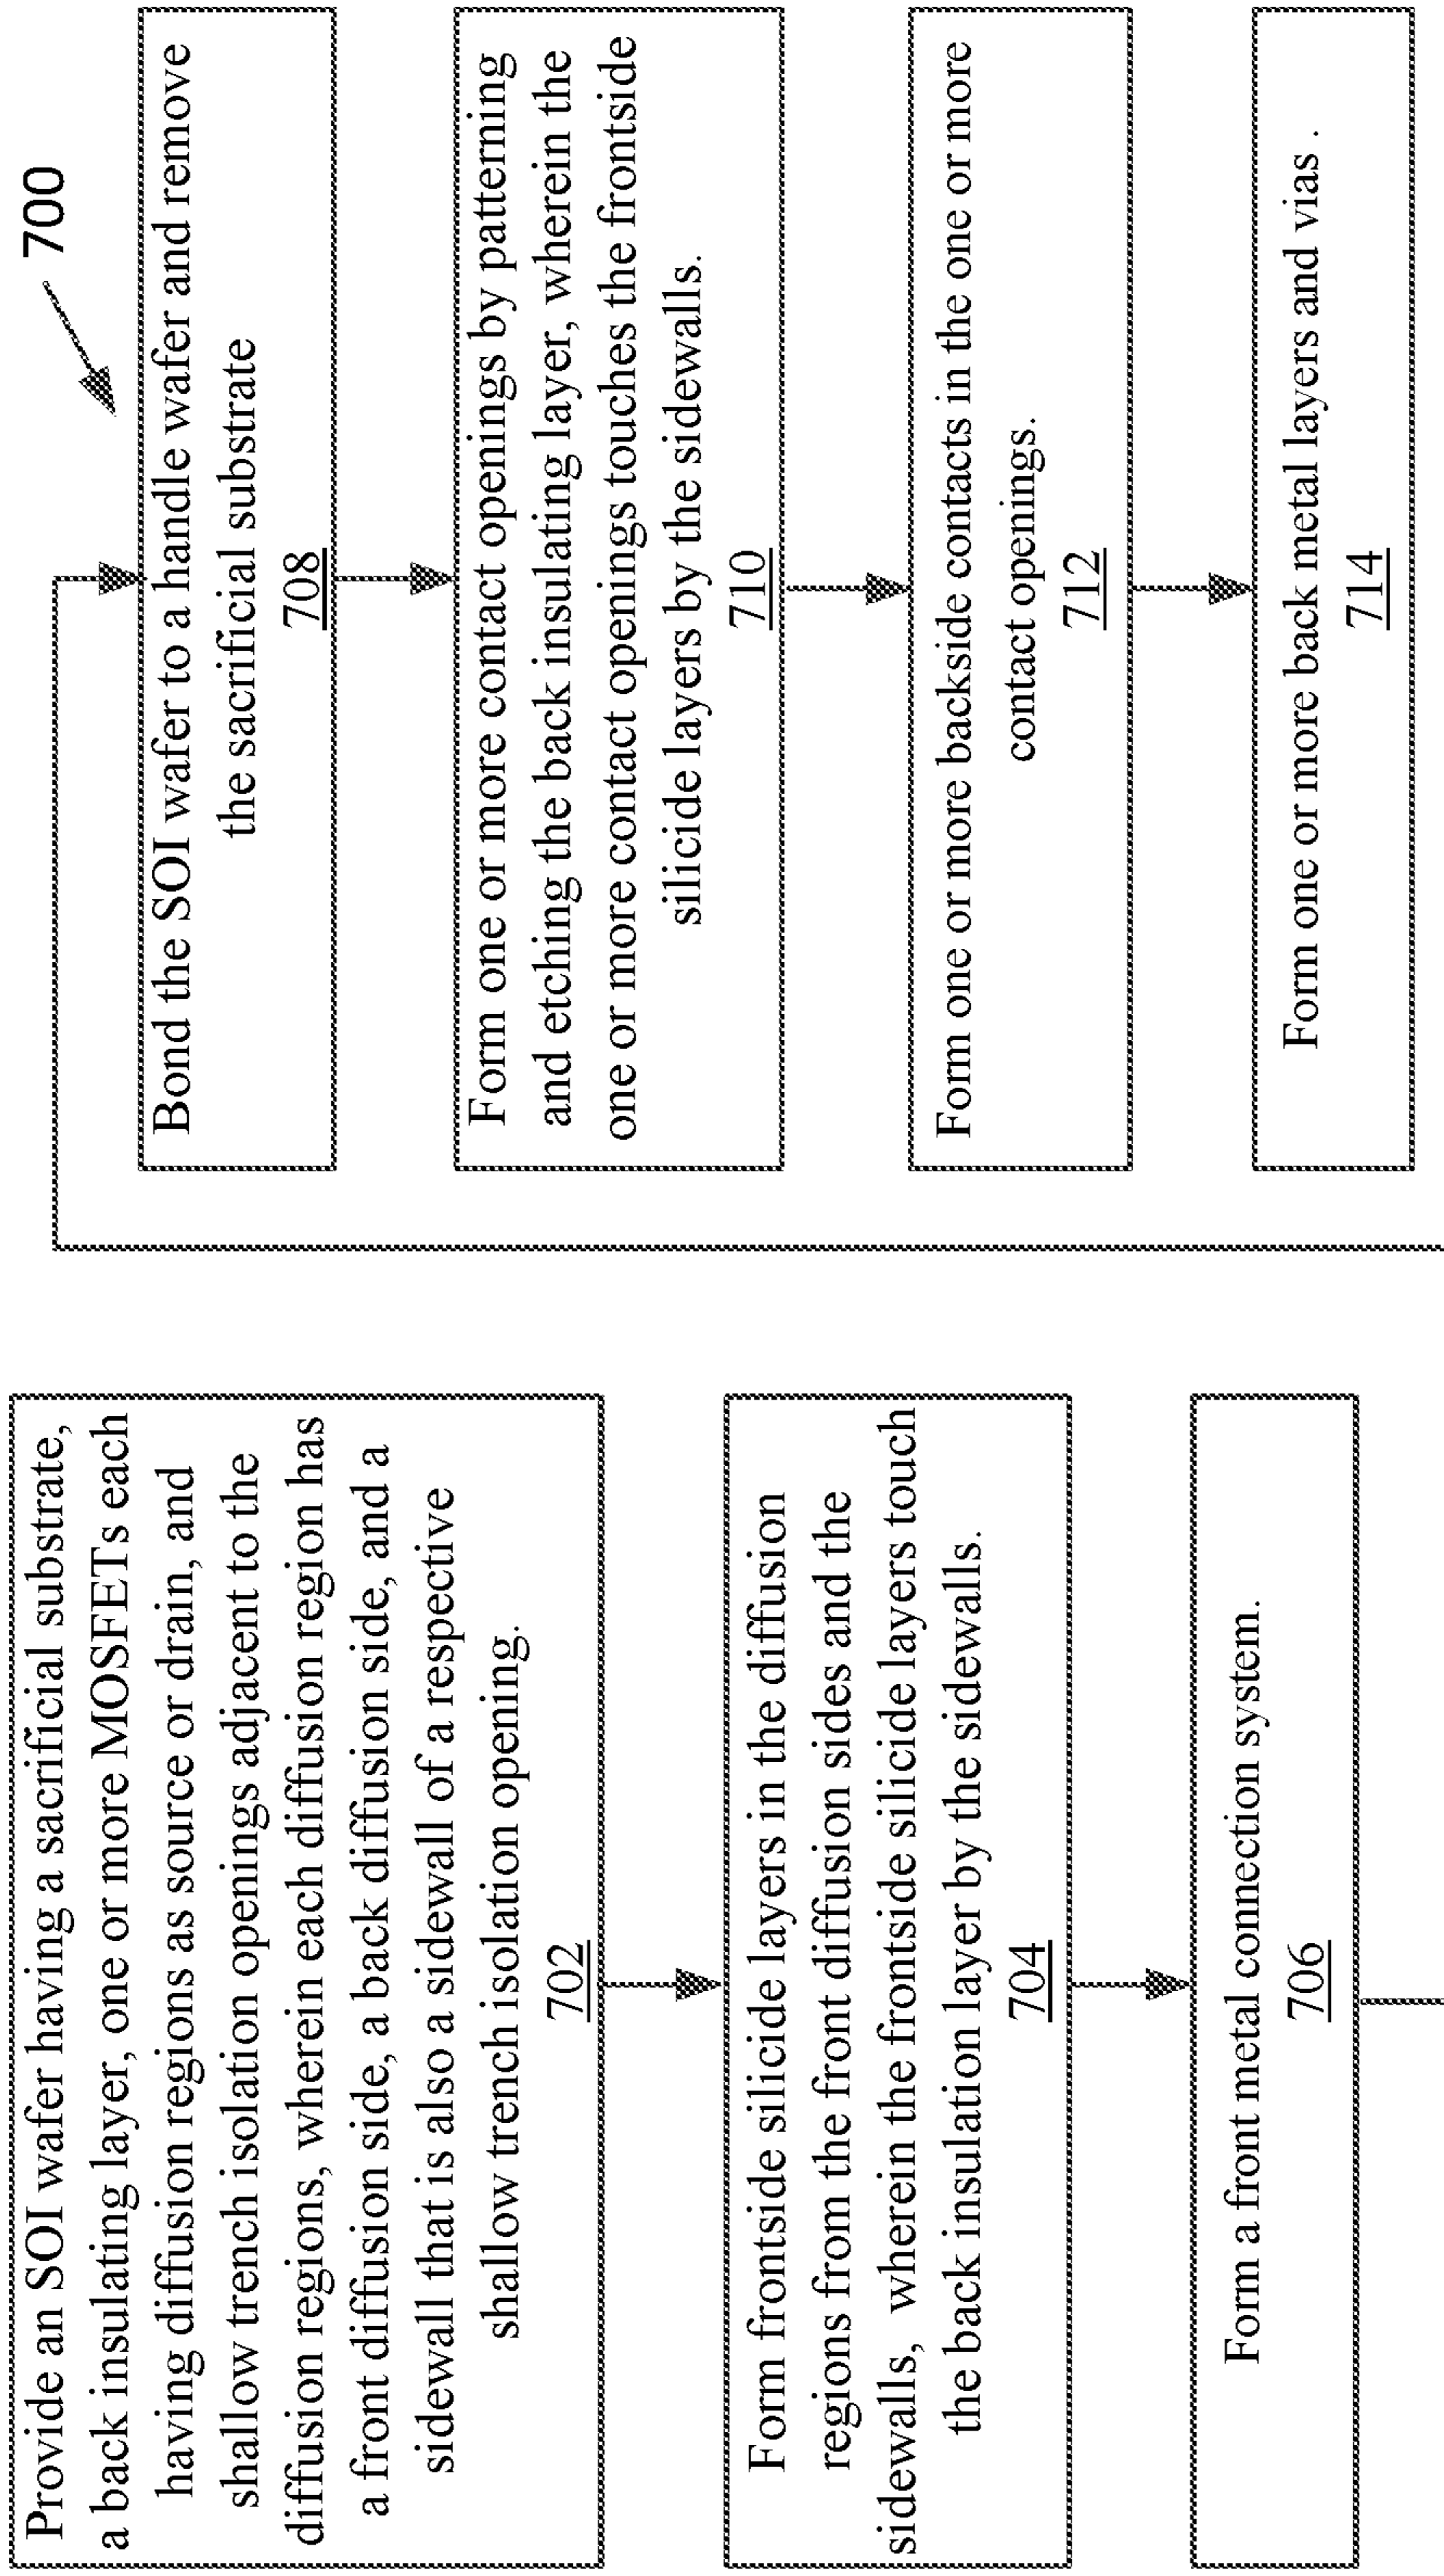 700
Provide an SOI wafer having a sacrificial substrate,
a back insulating layer, one or more MOSFETs each
having diffusion regions as source or drain, and
shallow trench isolation openings adjacent to the
diffusion regions, wherein each diffusion region has
a front diffusion side, a back diffusion side, and a
sidewall that is also a sidewall of a respective
shallow trench isolation opening.
702
Form frontside silicide layers in the diffusion
regions from the front diffusion sides and the
sidewalls, wherein the frontside silicide layers touch
the back insulation layer by the sidewalls.
704
Form a front metal connection system.
706
Bond the SOI wafer to a handle wafer and remove
the sacrificial substrate
708
Form one or more contact openings by patterning
and etching the back insulating layer, wherein the
one or more contact openings touches the frontside
silicide layers by the sidewalls.
710
Form one or more backside contacts in the one or more
contact openings.
712
Form one or more back metal layers and vias .
714